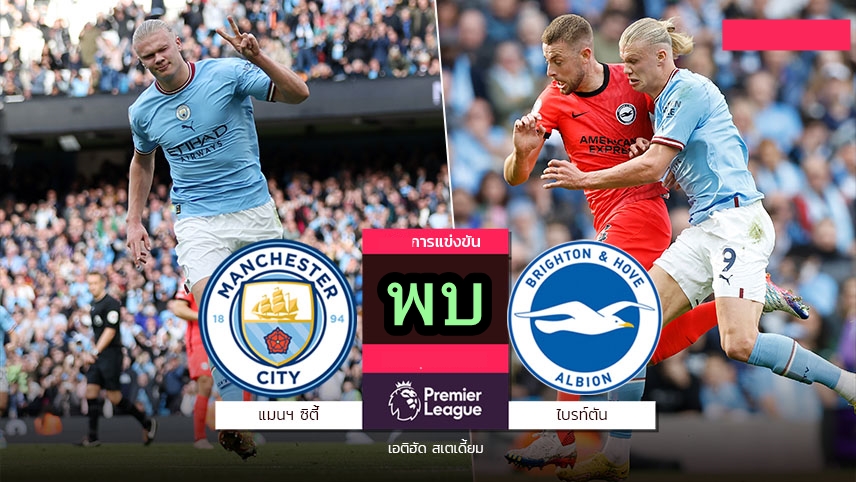 ETIHAD
AIRWAYS
AMERICAN
EXPRESS
9
การแข่งขัน
พบ
MANCHESTER
18 94
CITY
BRIGHTON & HOVE
ALBION
Premier
League
แมนฯ ซิตี้
ไบรท์ตัน
เอติฮัด สเตเดี้ยม